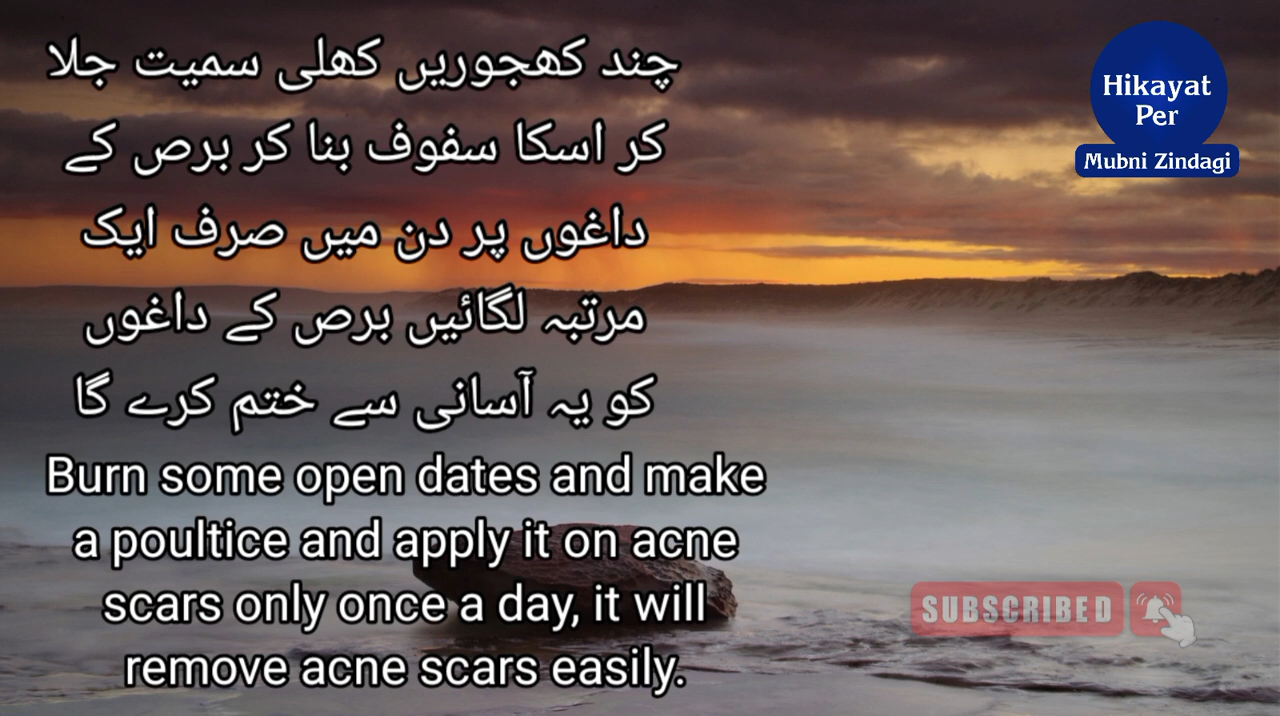 چند کھجوریں کھلی سمیت جلا
کر اسکا سفوف بنا کر برص کے
داغوں پر دن میں صرف ایک
مرتبہ لگائیں برص کے داغوں
کو یہ آسانی سے ختم کرے گا
Burn some open dates and make
a poultice and apply it on acne
scars only once a day, it will
remove acne scars easily.
Hikayat
Per
Mubni Zindagi
SUBSCRIBED